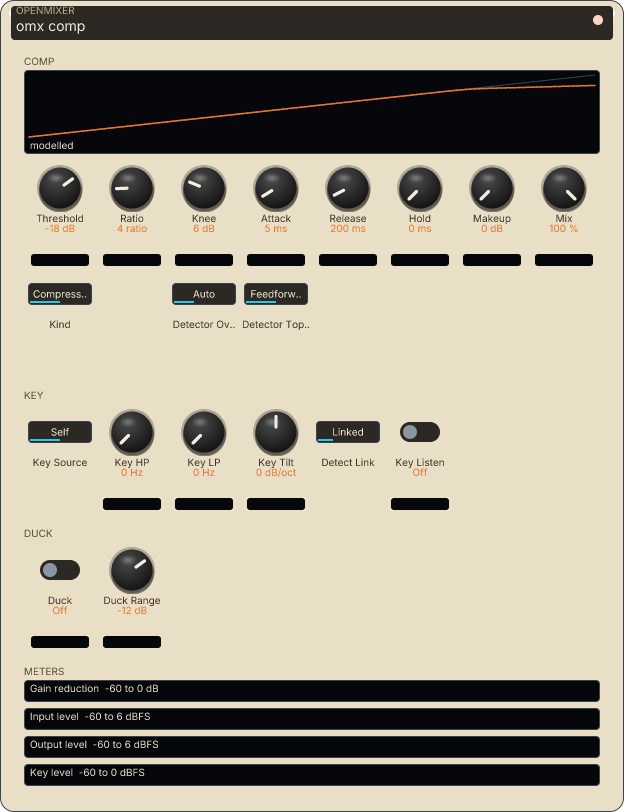 OPENMIXER
omx comp
COMP
modelled
Threshold Ratio Knee Attack Release Hold Makeup Mix
-18 dB 4 ratio 6 dB 5 ms 200 ms 0 ms 0 dB 100 %
Compress.. Auto Feedforw..
Kind Detector Ov.. Detector Top..
KEY
Self Linked
Key Source Key HP Key LP Key Tilt Detect Link Key Listen
0 Hz 0 Hz 0 dB/oct Off
DUCK
Duck Duck Range
Off -12 dB
METERS
Gain reduction -60 to 0 dB
Input level -60 to 6 dBFS
Output level -60 to 6 dBFS
Key level -60 to 0 dBFS